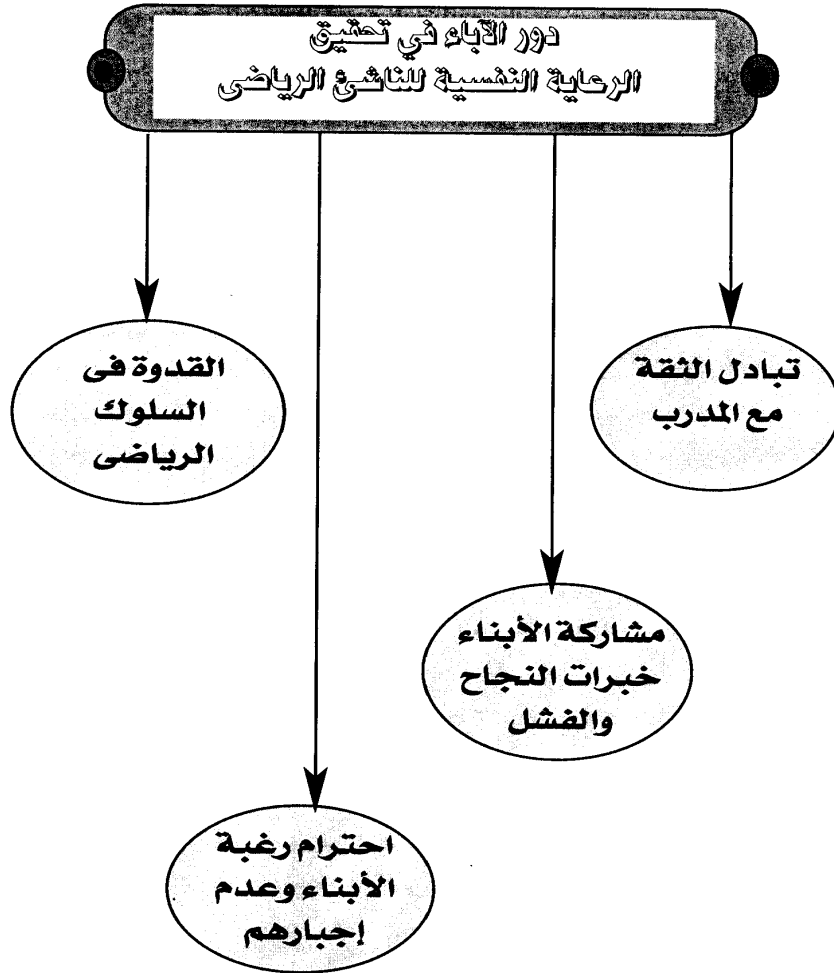 دور الآباء في تحقيق
الرعاية النفسية للناشئ الرياضى
تبادل الثقة
مع المدرب
القدوة فى
السلوك
الرياضى
مشاركة الأبناء
خبرات النجاح
والفشل
احترام رغبة
الأبناء وعدم
إجبارهم